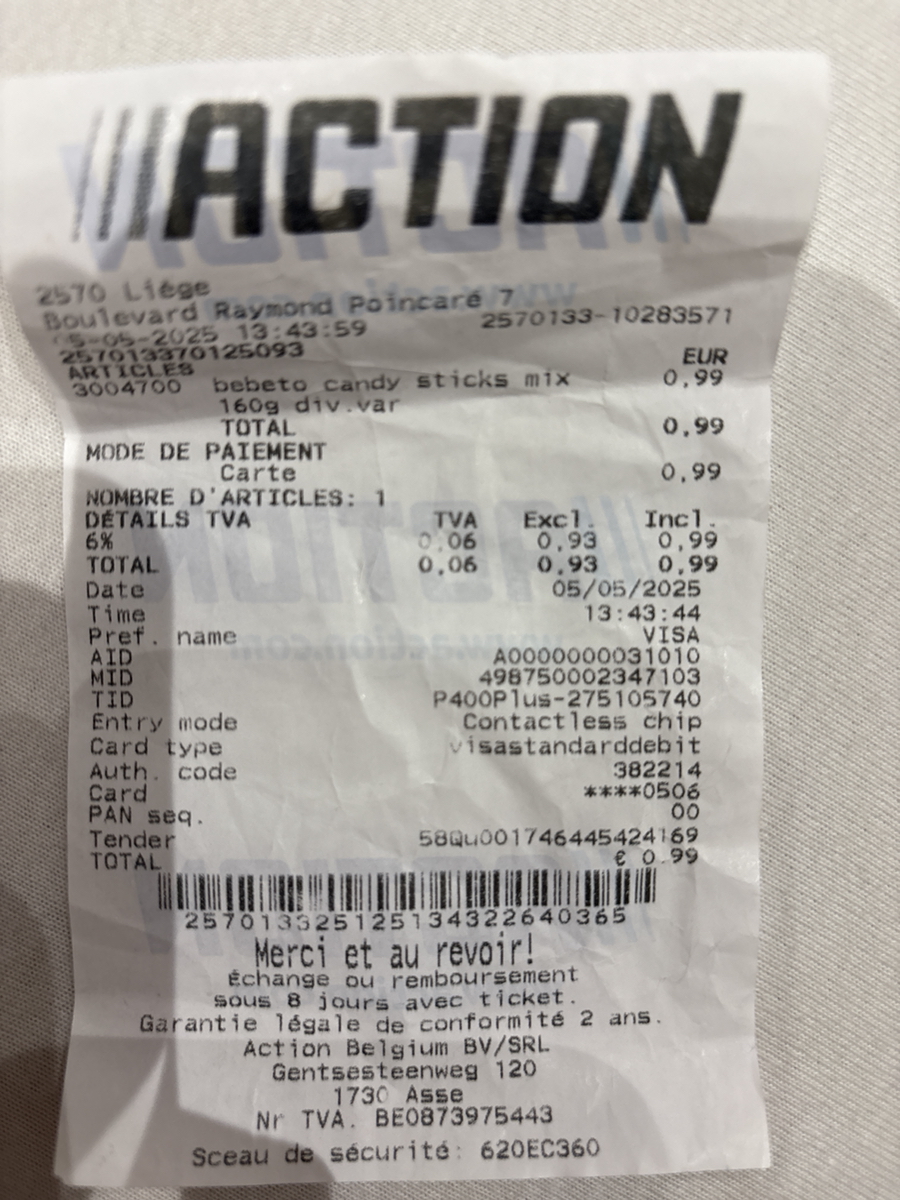 ACTION
2570 Liége
Boulevard Raymond Poincaré 7
05-05-2025 13:43:59 2570133-10283571
257013370125093
ARTICLES EUR
3004700 bebeto candy sticks mix 0,99
160g div.var
TOTAL 0,99
MODE DE PAIEMENT
Carte 0,99
NOMBRE D'ARTICLES: 1
DÉTAILS TVA TVA Excl. Incl.
6% 0,06 0,93 0,99
TOTAL 0,06 0,93 0,99
Date 05/05/2025
Time 13:43:44
Pref. name VISA
AID A0000000031010
MID 498750002347103
TID P400Plus-275105740
Entry mode Contactless chip
Card type visastandarddebit
Auth. code 382214
Card ****0506
PAN seq. 00
Tender 58Qu001746445424169
TOTAL € 0.99
257013325125134322640365
Merci et au revoir!
Échange ou remboursement
sous 8 jours avec ticket.
Garantie légale de conformité 2 ans.
Action Belgium BV/SRL
Gentsesteenweg 120
1730 Asse
Nr TVA. BE0873975443
Sceau de sécurité: 620EC360